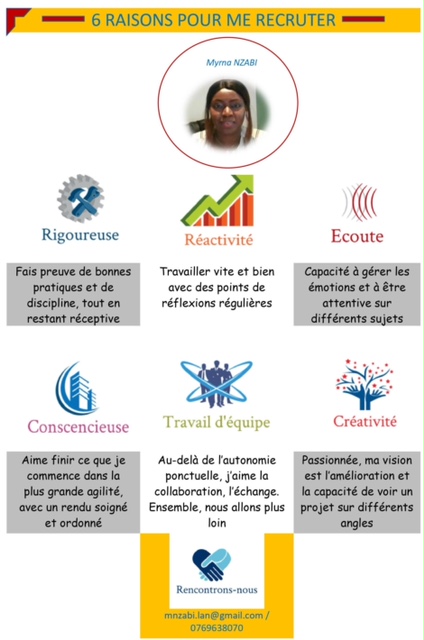 6 RAISONS POUR ME RECRUTER
Myrna NZABI
Rigoureuse
Réactivité
Ecoute
Fais preuve de bonnes
pratiques et de
discipline, tout en
restant réceptive
Travailler vite et bien
avec des points de
réflexions régulières
Capacité à gérer les
émotions et à être
attentive sur
différents sujets
Conscencieuse
Travail d'équipe
Créativité
Aime finir ce que je
commence dans la
plus grande agilité,
avec un rendu soigné
et ordonné
Au-delà de l'autonomie
ponctuelle, j'aime la
collaboration, l'échange.
Ensemble, nous allons plus
loin
Passionnée, ma vision
est l'amélioration et
la capacité de voir un
projet sur différents
angles
Rencontrons-nous
mnzabi.lan@gmail.com /
0769638070